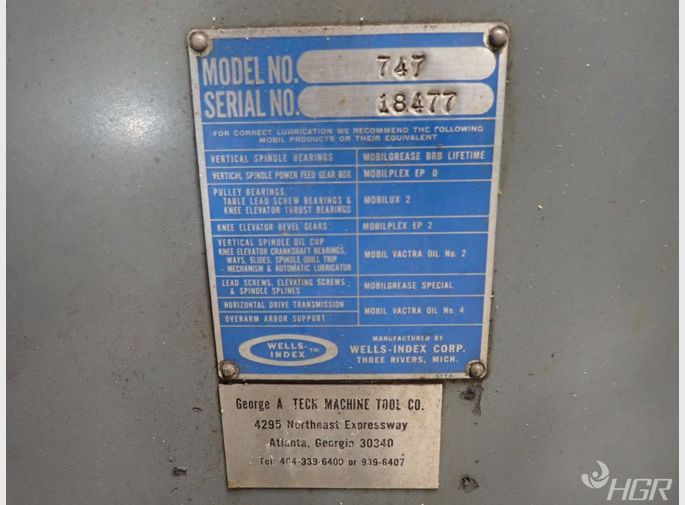 MODEL NO. 747
SERIAL NO. 18477
FOR CORRECT LUBRICATION WE RECOMMEND THE FOLLOWING
MOBIL PRODUCTS OR THEIR EQUIVALENT
VERTICAL SPINDLE BEARINGS MOBILGREASE BRB LIFETIME
VERTICAL SPINDLE POWER FEED GEAR BOX MOBILPLEX EP 0
PULLEY BEARINGS,
TABLE LEAD SCREW BEARINGS &
KNEE ELEVATOR THRUST BEARINGS
MOBILUX 2
KNEE ELEVATOR BEVEL GEARS MOBILPLEX EP 2
VERTICAL SPINDLE OIL CUP
KNEE ELEVATOR CRANKSHAFT BEARINGS,
WAYS, SLIDES, SPINDLE QUILL TRIP
MECHANISM & AUTOMATIC LUBRICATOR
MOBIL VACTRA OIL No. 2
LEAD SCREWS, ELEVATING SCREWS
& SPINDLE SPLINES
MOBILGREASE SPECIAL
HORIZONTAL DRIVE TRANSMISSION
OVERARM ARBOR SUPPORT
MOBIL VACTRA OIL No. 4
WELLS-
INDEX TM
MANUFACTURED BY
WELLS-INDEX CORP.
THREE RIVERS, MICH.
George A. TECK MACHINE TOOL CO.
4295 Northeast Expressway
Atlanta, Georgia 30340
Tel: 404-939-6400 or 939-6407
HGR